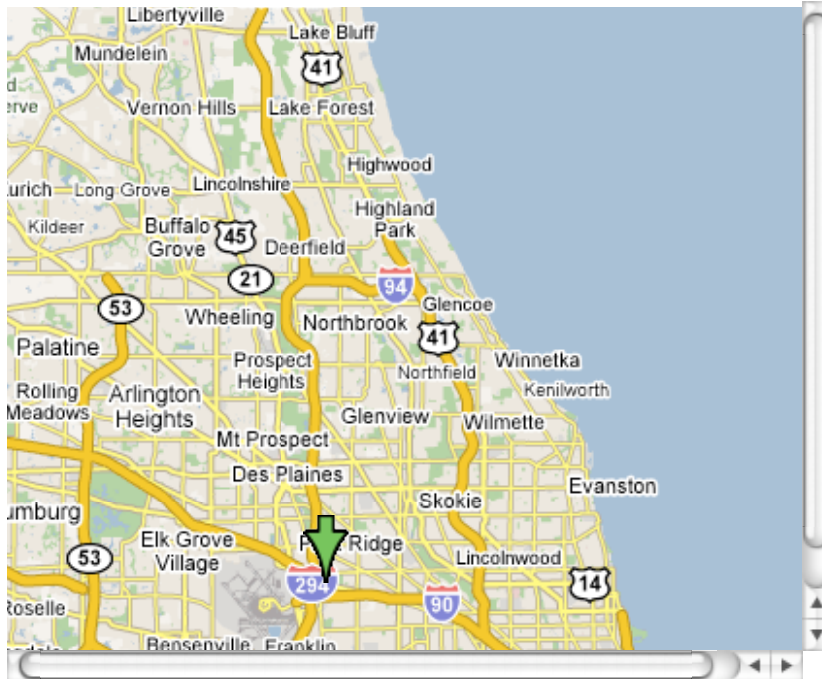 Libertyville
Lake Bluff
Mundelein
41
Vernon Hills
Lake Forest
Highwood
Lincolnshire
Long Grove
Highland
Park
Kildeer
Buffalo
Grove
45
Deerfield
21
94
53
Glencoe
Wheeling
Northbrook
41
Palatine
Prospect
Heights
Winnetka
Northfield
Kenilworth
Rolling
Meadows
Arlington
Heights
Glenview
Wilmette
Mt Prospect
Des Plaines
Evanston
Skokie
umburg
Elk Grove
Village
Ridge
53
Lincolnwood
294
14
90
Roselle
Bensenville
Franklin